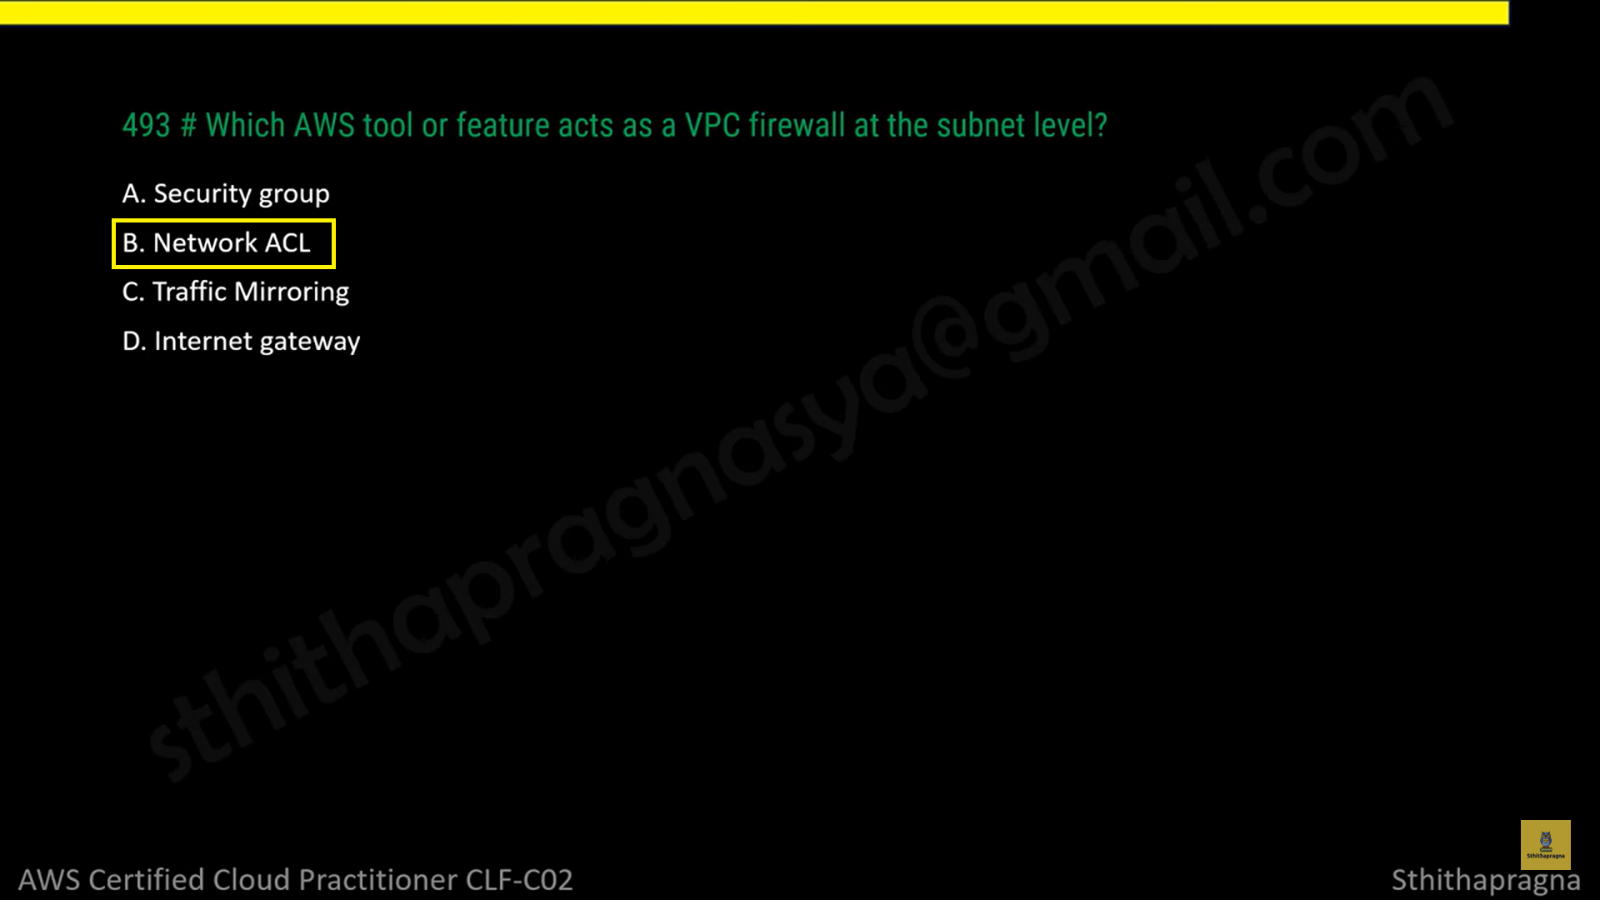 493 # Which AWS tool or feature acts as a VPC firewall at the subnet level?
A. Security group
B. Network ACL
C. Traffic Mirroring
D. Internet gateway
sthithapragnasya@gmail.com
Sthithapragna
AWS Certified Cloud Practitioner CLF-C02
Sthithapragna